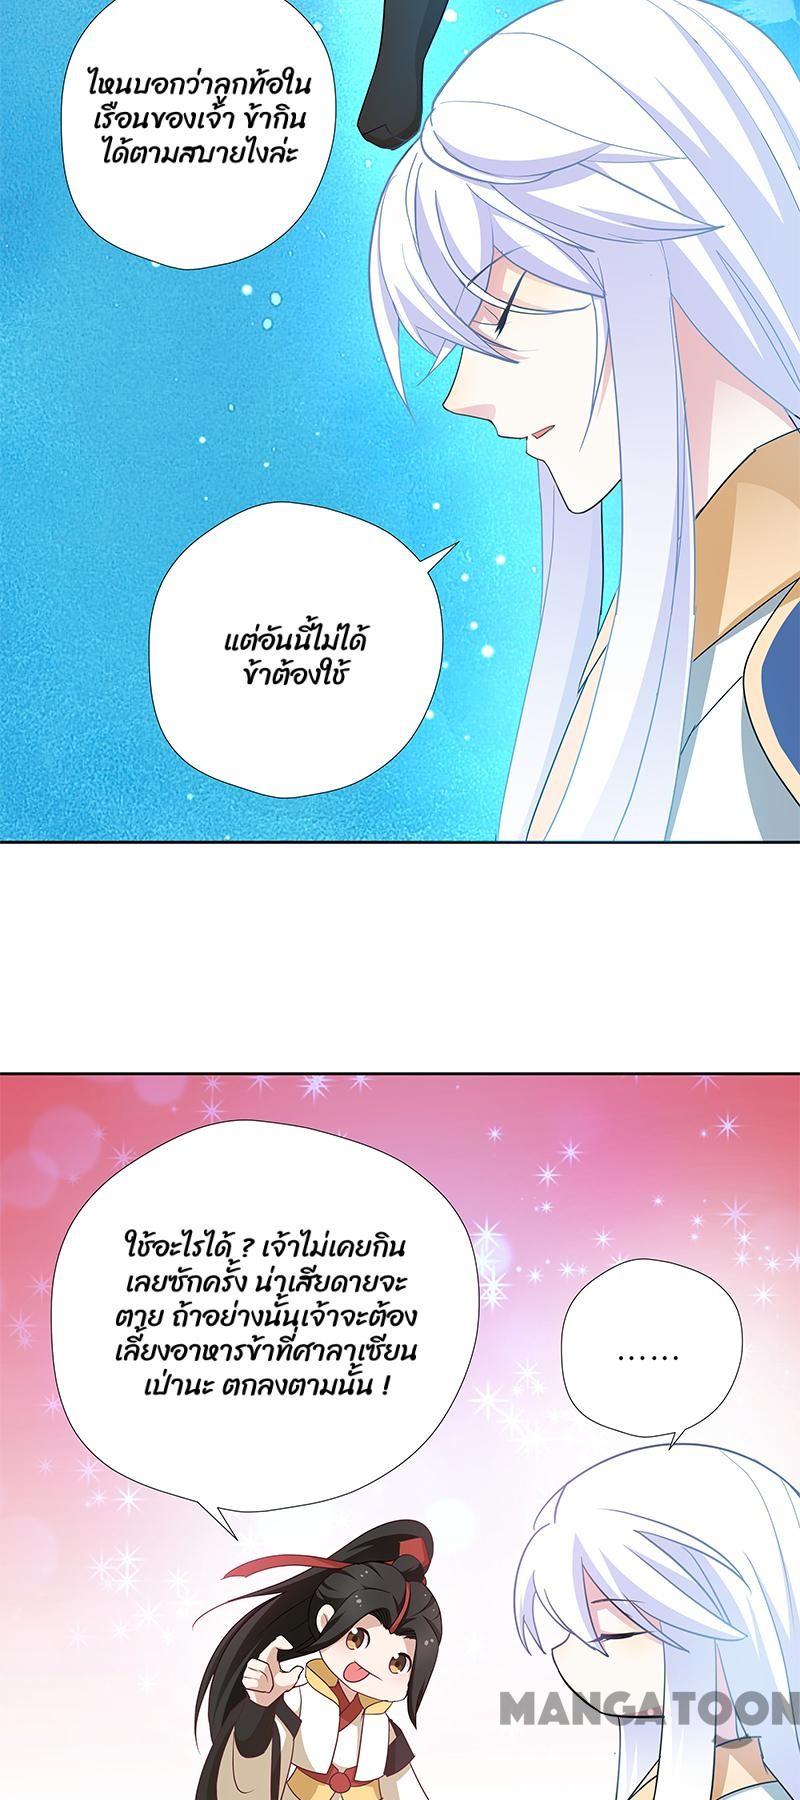 ไหนบอกว่าลูกท้อใน
เรือนของเจ้า ข้ากิน
ได้ตามสบายไงล่ะ
แต่อันนี้ไม่ได้
ข้าต้องใช้
ใช้อะไรได้ ? เจ้าไม่เคยกิน
เลยซักครั้ง น่าเสียดายจะ
ตาย ถ้าอย่างนั้นเจ้าจะต้อง
เลี้ยงอาหารข้าที่ศาลาเซียน
เป่านะ ตกลงตามนั้น !
......
MANGATOON